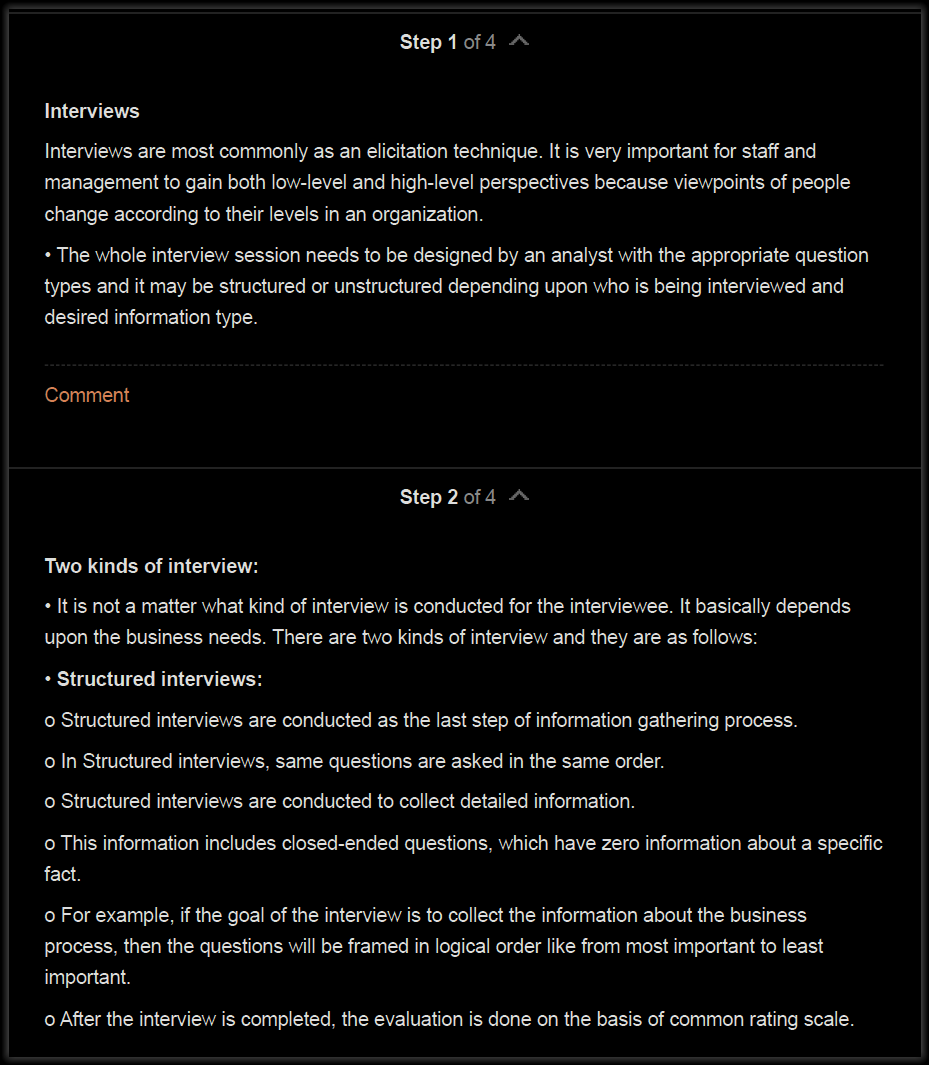 Step 1 of 4
Interviews
Interviews are most commonly as an elicitation technique. It is very important for staff and
management to gain both low-level and high-level perspectives because viewpoints of people
change according to their levels in an organization.
• The whole interview session needs to be designed by an analyst with the appropriate question
types and it may be structured or unstructured depending upon who is being interviewed and
desired information type.
Comment
Step 2 of 4
Two kinds of interview:
• It is not a matter what kind of interview is conducted for the interviewee. It basically depends
upon the business needs. There are two kinds of interview and they are as follows:
• Structured interviews:
o Structured interviews are conducted as the last step of information gathering process.
o In Structured interviews, same questions are asked in the same order.
o Structured interviews are conducted to collect detailed information.
o This information includes closed-ended questions, which have zero information about a specific
fact.
o For example, if the goal of the interview is to collect the information about the business
process, then the questions will be framed in logical order like from most important to least
important.
o After the interview is completed, the evaluation is done on the basis of common rating scale.